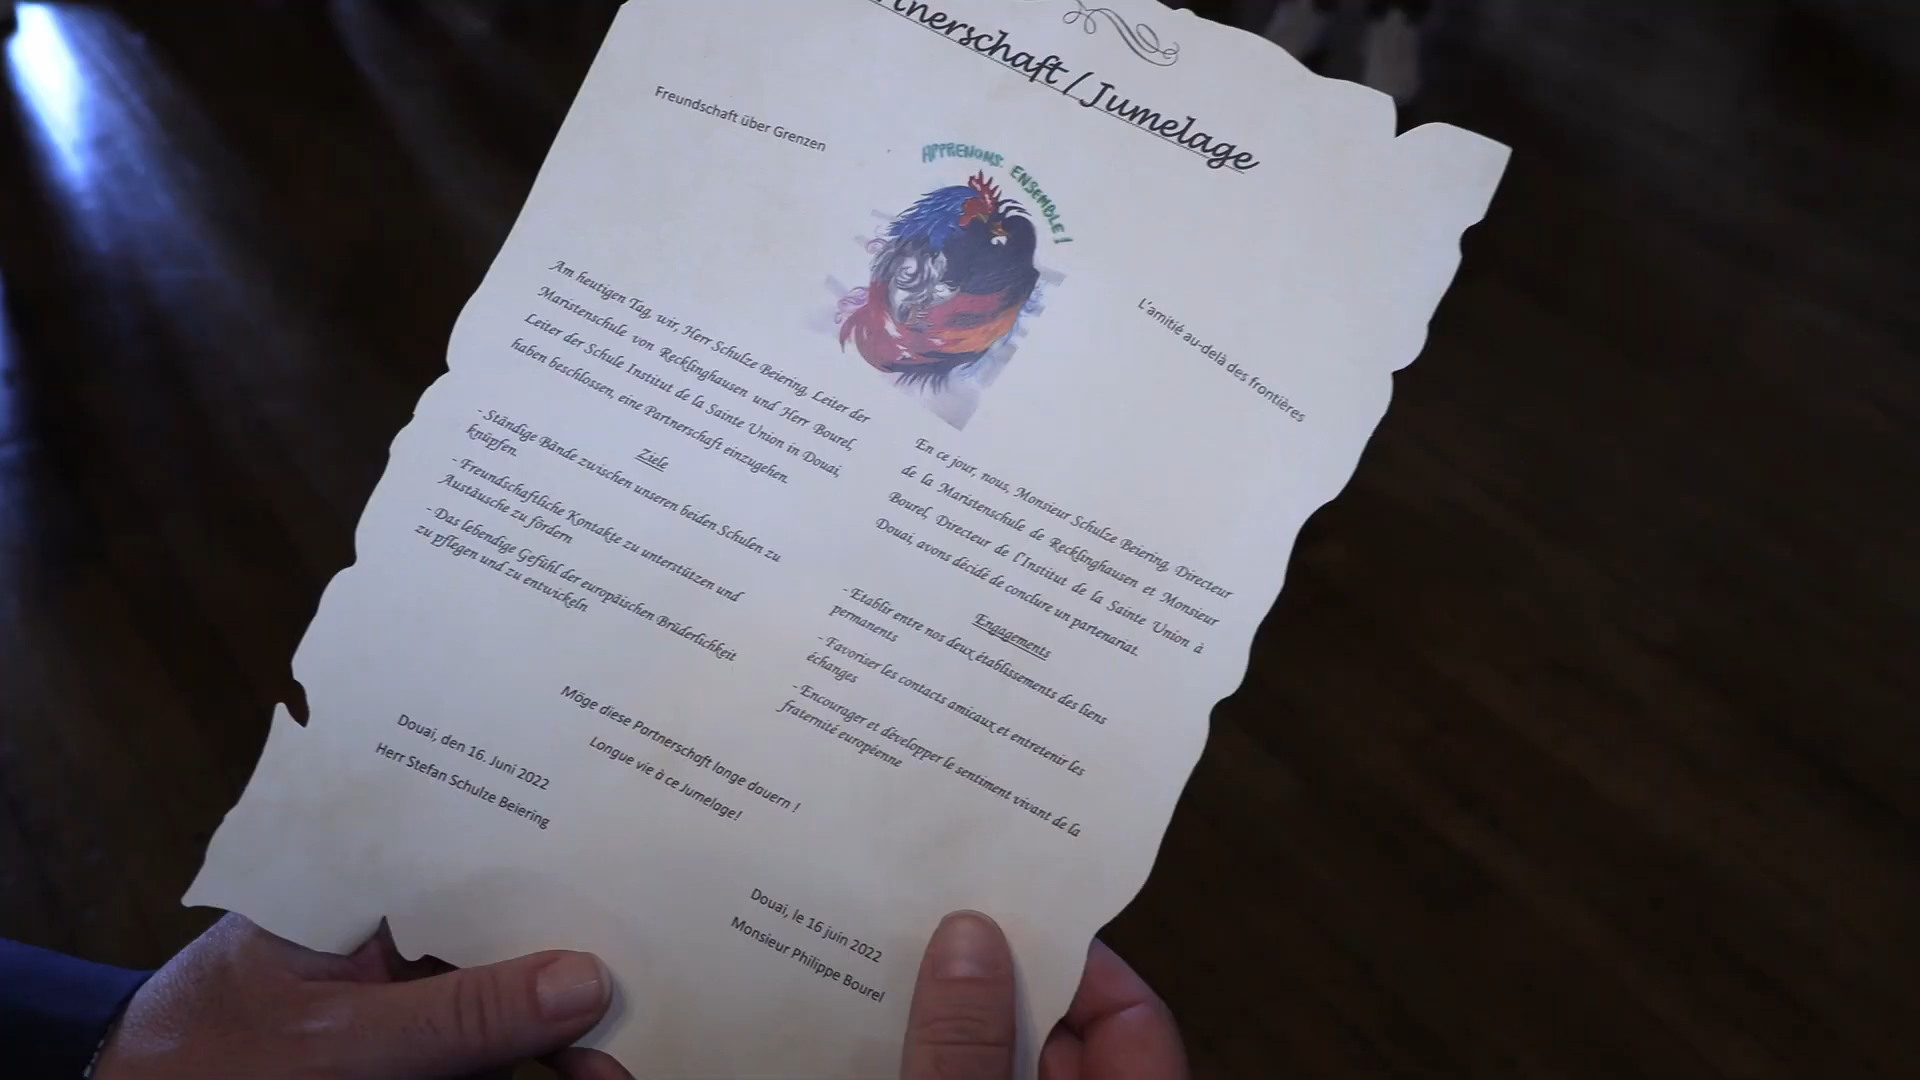 rtnerschaft / Jumelage
Freundschaft über Grenzen
APPRENONS ENSEMBLE!
L'amitié au-delà des frontières
Am heutigen Tag, wir, Herr Schulze Beiering, Leiter der
Maristenschule von Recklinghausen und Herr Bourel,
Leiter der Schule Institut de la Sainte Union in Douai,
haben beschlossen, eine Partnerschaft einzugehen.
Ziele
- Ständige Bände zwischen unseren beiden Schulen zu
knüpfen.
- Freundschaftliche Kontakte zu unterstützen und
Austäusche zu fördern
- Das lebendige Gefühl der europäischen Brüderlichkeit
zu pflegen und zu entwickeln
En ce jour, nous, Monsieur Schulze Beiering, Directeur
de la Maristenschule de Recklinghausen et Monsieur
Bourel, Directeur de l'Institut de la Sainte Union à
Douai, avons décidé de conclure un partenariat.
Engagements
- Etablir entre nos deux établissements des liens
permanents
- Favoriser les contacts amicaux et entretenir les
échanges
- Encourager et développer le sentiment vivant de la
fraternité européenne
Möge diese Partnerschaft lange dauern !
Longue vie à ce Jumelage!
Douai, den 16. Juni 2022
Herr Stefan Schulze Beiering
Douai, le 16 juin 2022
Monsieur Philippe Bourel